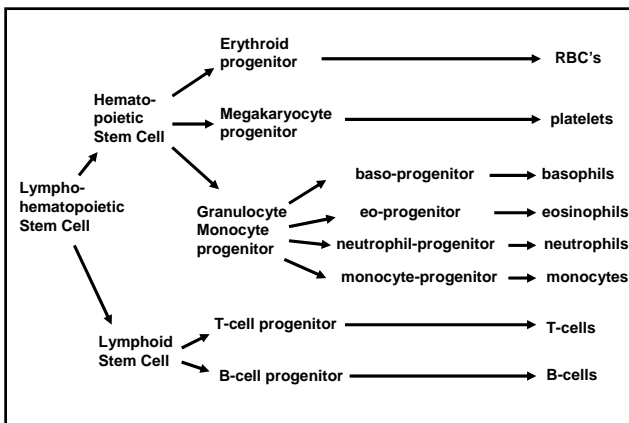 Erythroid
progenitor
RBC's
Hemato-
poietic
Stem Cell
Megakaryocyte
progenitor
platelets
Lympho-
hematopoietic
Stem Cell
Granulocyte
Monocyte
progenitor
baso-progenitor
basophils
eo-progenitor
eosinophils
neutrophil-progenitor
neutrophils
monocyte-progenitor
monocytes
Lymphoid
Stem Cell
T-cell progenitor
T-cells
B-cell progenitor
B-cells